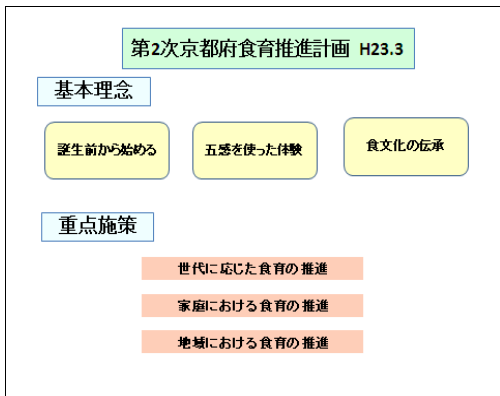 第2次京都府食育推進計画 H23.3
基本理念
誕生前から始める
五感を使った体験
食文化の伝承
重点施策
世代に応じた食育の推進
家庭における食育の推進
地域における食育の推進